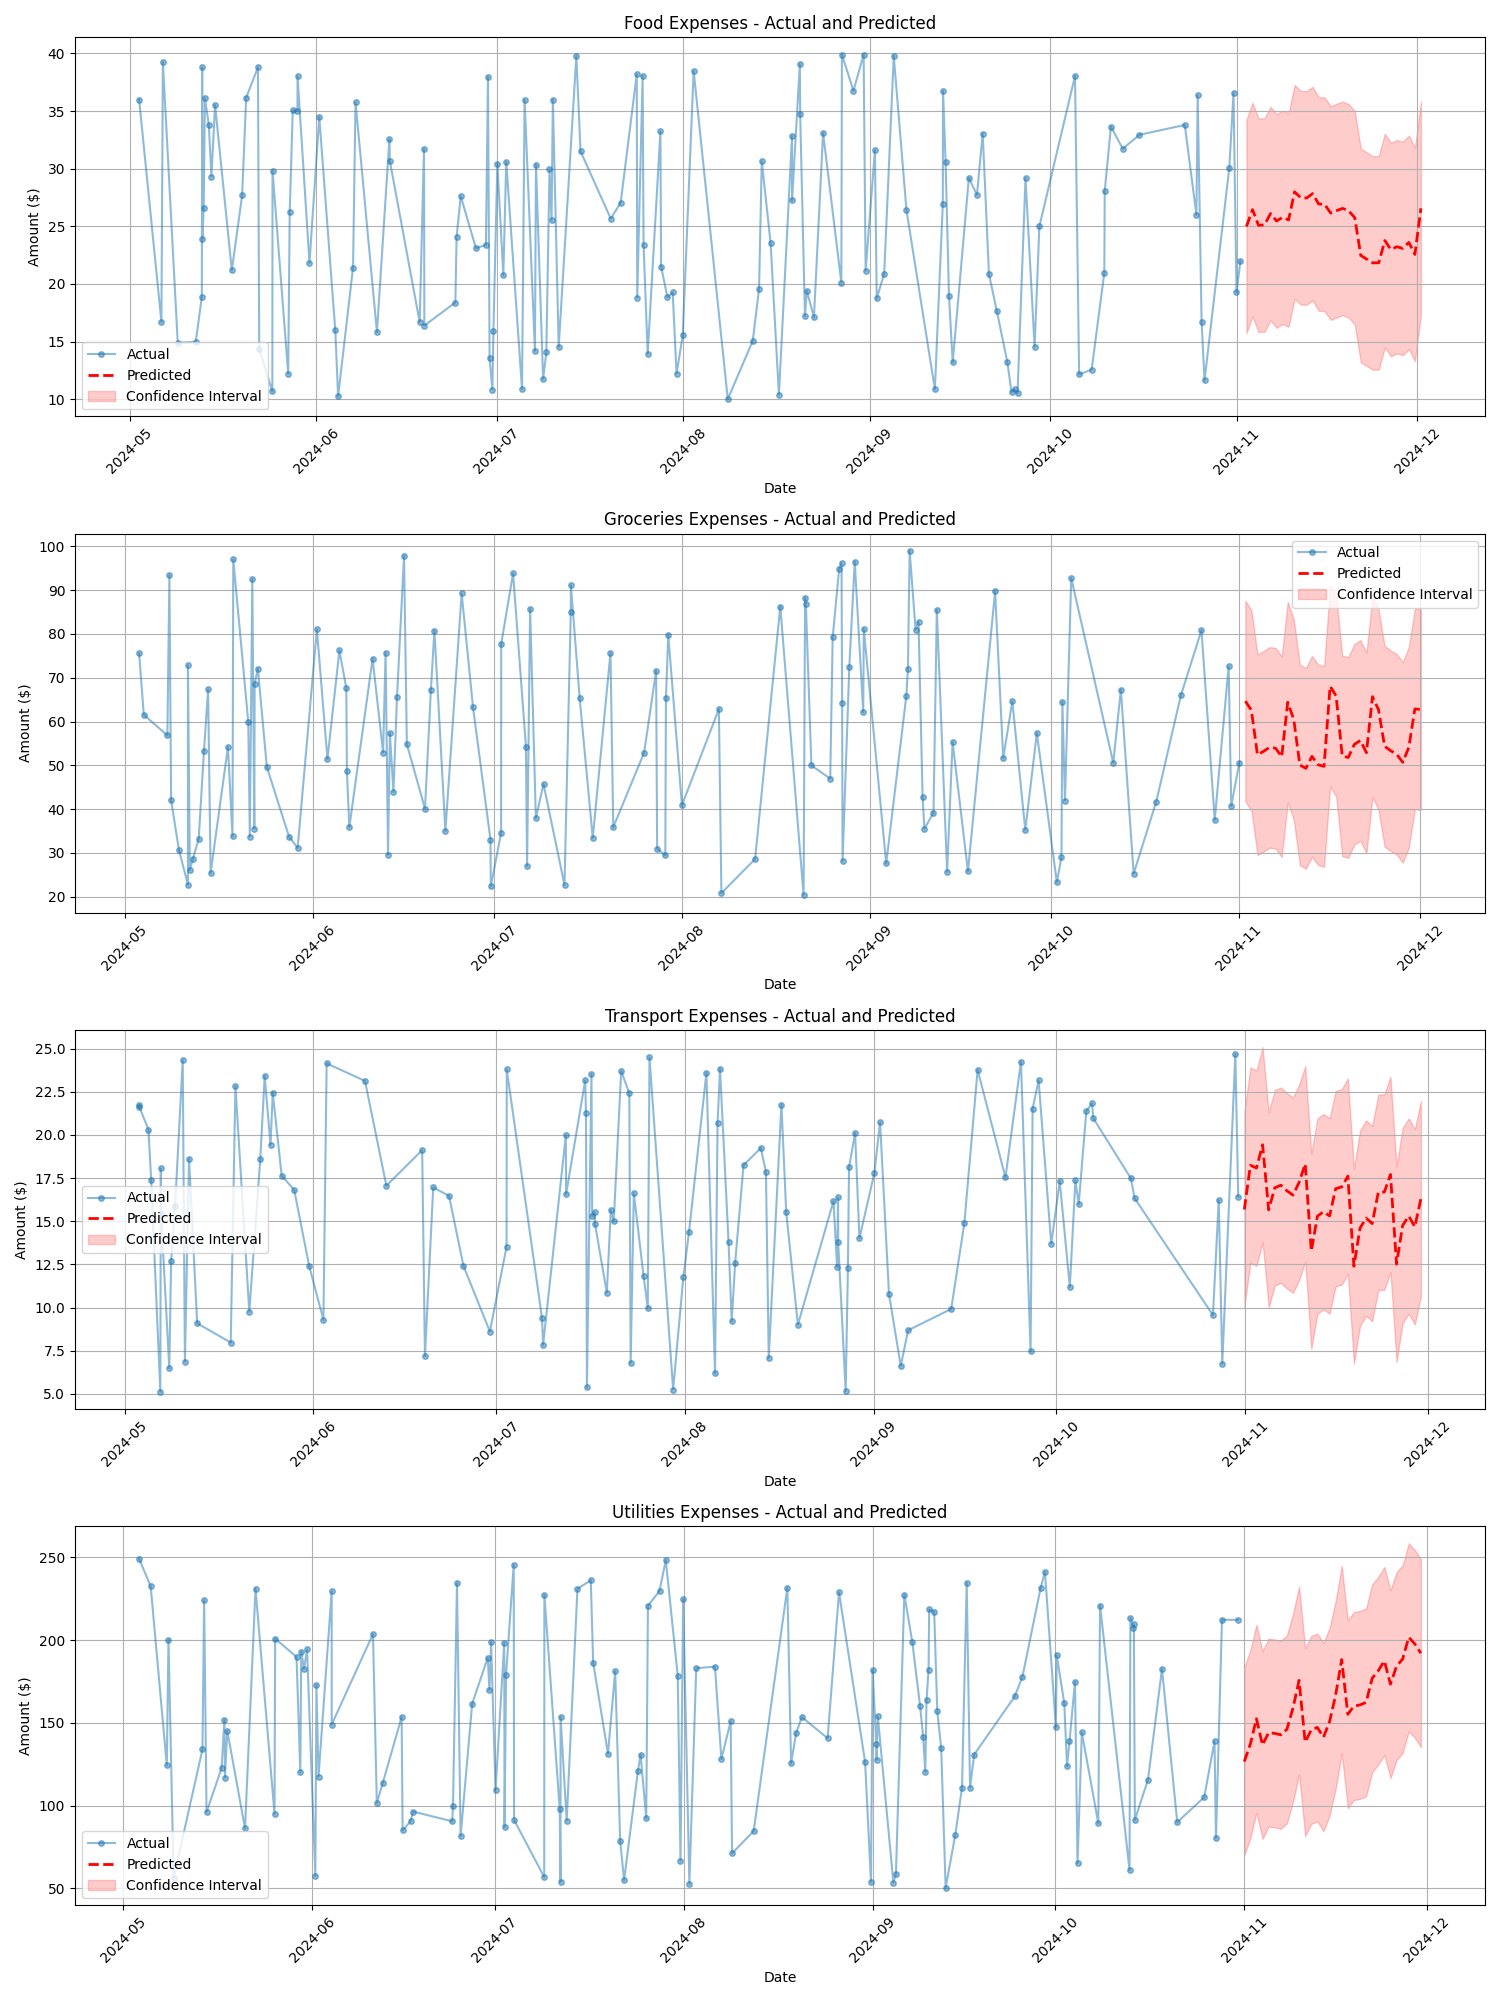 Food Expenses - Actual and Predicted
40
35
30
25
20
15
10
Amount ($)
Actual
Predicted
Confidence Interval
2024-05
2024-06
2024-07
2024-08
2024-09
2024-10
2024-11
2024-12
Date
Groceries Expenses - Actual and Predicted
100
90
80
70
60
50
40
30
20
Amount ($)
Actual
Predicted
Confidence Interval
2024-05
2024-06
2024-07
2024-08
2024-09
2024-10
2024-11
2024-12
Date
Transport Expenses - Actual and Predicted
25.0
22.5
20.0
17.5
15.0
12.5
10.0
7.5
5.0
Amount ($)
Actual
Predicted
Confidence Interval
2024-05
2024-06
2024-07
2024-08
2024-09
2024-10
2024-11
2024-12
Date
Utilities Expenses - Actual and Predicted
250
200
150
100
50
Amount ($)
Actual
Predicted
Confidence Interval
2024-05
2024-06
2024-07
2024-08
2024-09
2024-10
2024-11
2024-12
Date